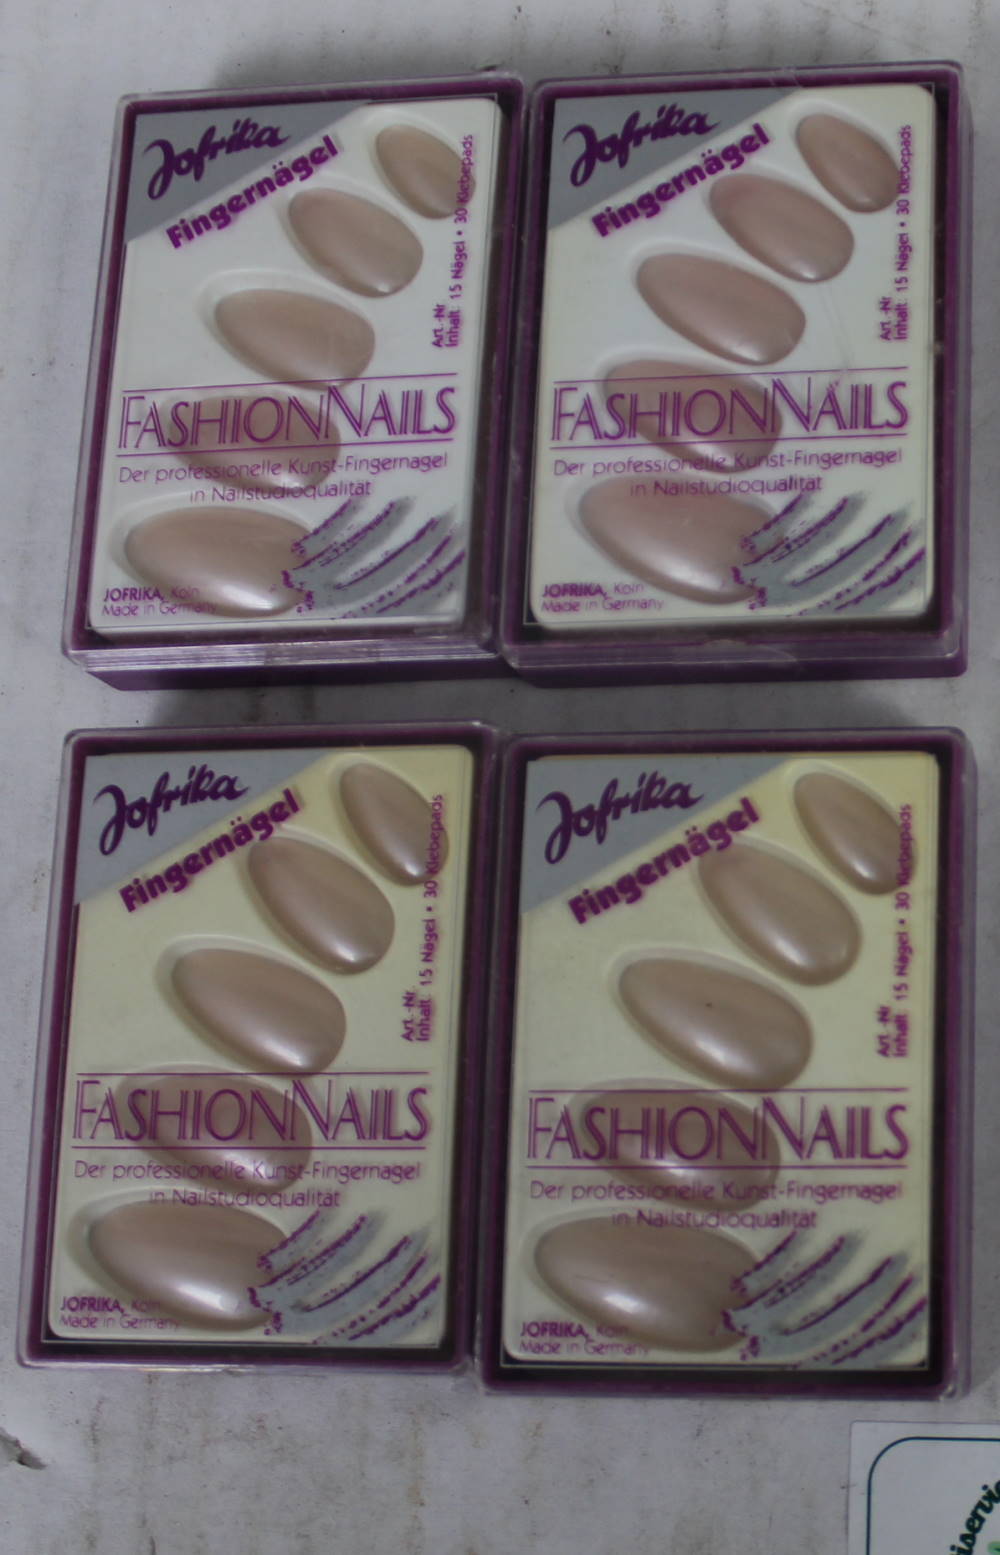 Jofrika
Fingernägel
Art.-Nr.
Inhalt: 15 Nägel • 30 Klebepads
FASHIONNAILS
Der professionelle Kunst-Fingernagel
in Nailstudioqualität
JOFRIKA, Köln
Made in Germany
Jofrika
Fingernägel
Art.-Nr.
Inhalt: 15 Nägel • 30 Klebepads
FASHIONNAILS
Der professionelle Kunst-Fingernagel
in Nailstudioqualität
JOFRIKA, Köln
Made in Germany
Jofrika
Fingernägel
Art.-Nr.
Inhalt: 15 Nägel • 30 Klebepads
FASHIONNAILS
Der professionelle Kunst-Fingernagel
in Nailstudioqualität
JOFRIKA, Köln
Made in Germany
Jofrika
Fingernägel
Art.-Nr.
Inhalt: 15 Nägel • 30 Klebepads
FASHIONNAILS
Der professionelle Kunst-Fingernagel
in Nailstudioqualität
JOFRIKA, Köln
Made in Germany